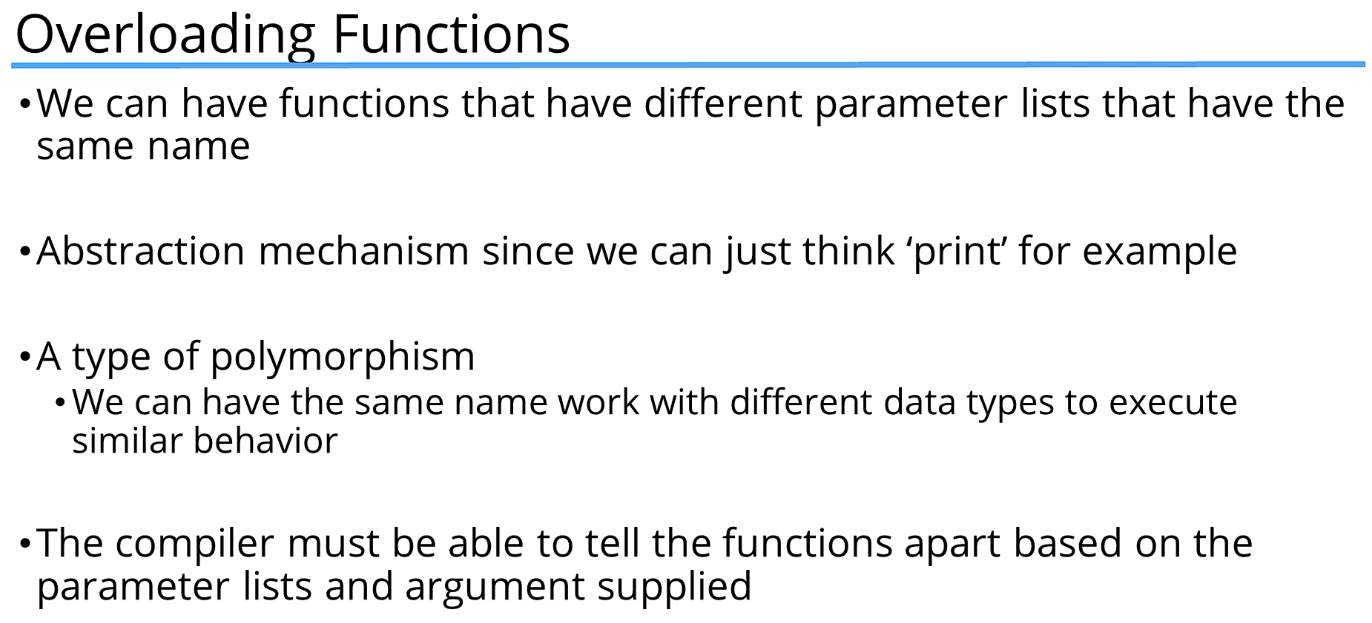 Overloading Functions
•We can have functions that have different parameter lists that have the
same name
•Abstraction mechanism since we can just think ‘print’ for example
•A type of polymorphism
•We can have the same name work with different data types to execute
similar behavior
•The compiler must be able to tell the functions apart based on the
parameter lists and argument supplied